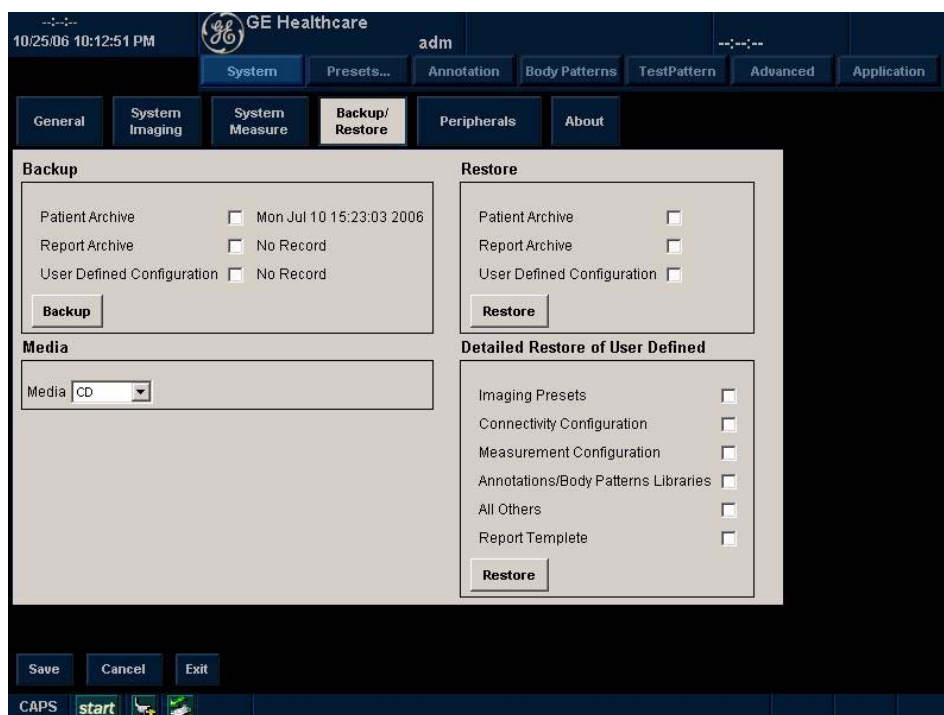 --:--:--
10/25/06 10:12:51 PM
GE Healthcare
adm
--:--:--
System Presets... Annotation Body Patterns TestPattern Advanced Application
General System Imaging System Measure Backup/ Restore Peripherals About
Backup
Patient Archive Mon Jul 10 15:23:03 2006
Report Archive No Record
User Defined Configuration No Record
Backup
Media
Media CD
Restore
Patient Archive
Report Archive
User Defined Configuration
Restore
Detailed Restore of User Defined
Imaging Presets
Connectivity Configuration
Measurement Configuration
Annotations/Body Patterns Libraries
All Others
Report Templete
Restore
Save Cancel Exit
CAPS start